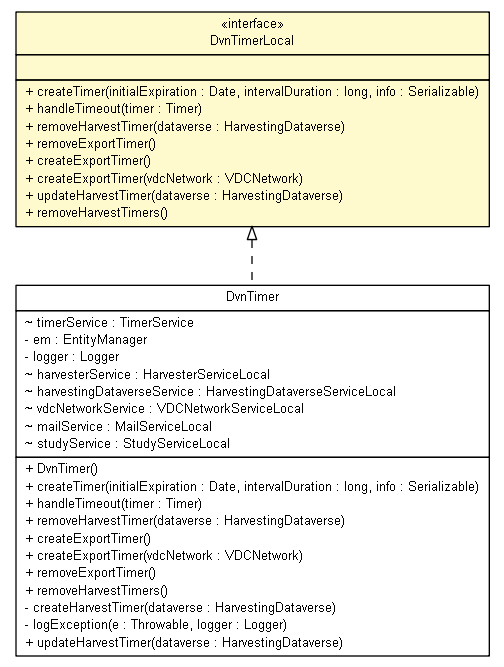 «interface»
DvnTimerLocal
+ createTimer(initialExpiration : Date, intervalDuration : long, info : Serializable)
+ handleTimeout(timer : Timer)
+ removeHarvestTimer(dataverse : HarvestingDataverse)
+ removeExportTimer()
+ createExportTimer()
+ createExportTimer(vdcNetwork : VDCNetwork)
+ updateHarvestTimer(dataverse : HarvestingDataverse)
+ removeHarvestTimers()
DvnTimer
~ timerService : TimerService
- em : EntityManager
- logger : Logger
~ harvesterService : HarvesterServiceLocal
~ harvestingDataverseService : HarvestingDataverseServiceLocal
~ vdcNetworkService : VDCNetworkServiceLocal
~ mailService : MailServiceLocal
~ studyService : StudyServiceLocal
+ DvnTimer()
+ createTimer(initialExpiration : Date, intervalDuration : long, info : Serializable)
+ handleTimeout(timer : Timer)
+ removeHarvestTimer(dataverse : HarvestingDataverse)
+ createExportTimer()
+ createExportTimer(vdcNetwork : VDCNetwork)
+ removeExportTimer()
+ removeHarvestTimers()
- createHarvestTimer(dataverse : HarvestingDataverse)
- logException(e : Throwable, logger : Logger)
+ updateHarvestTimer(dataverse : HarvestingDataverse)